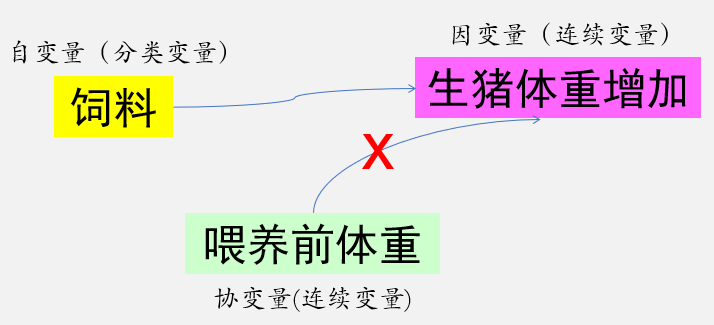 自变量（分类变量）
因变量（连续变量）
饲料
生猪体重增加
X
喂养前体重
协变量(连续变量)